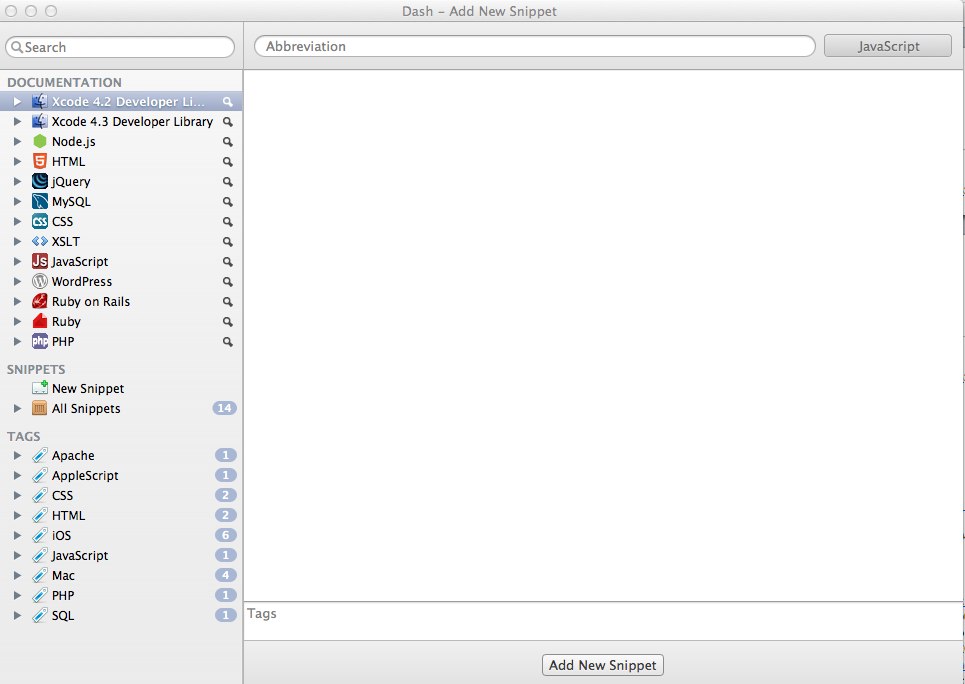 Dash – Add New Snippet
Search
Abbreviation
JavaScript
DOCUMENTATION
Xcode 4.2 Developer Li...
Xcode 4.3 Developer Library
Node.js
HTML
jQuery
MySQL
CSS
XSLT
JavaScript
WordPress
Ruby on Rails
Ruby
PHP
SNIPPETS
New Snippet
All Snippets 14
TAGS
Apache 1
AppleScript 1
CSS 2
HTML 2
iOS 6
JavaScript 1
Mac 4
PHP 1
SQL 1
Tags
Add New Snippet